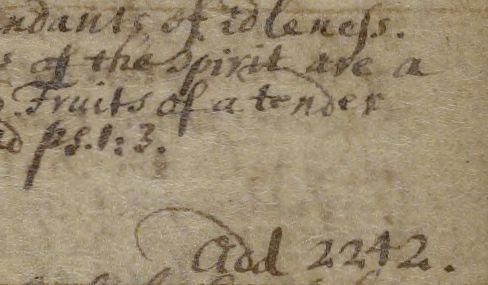 ndants of idleness.
s of the Spirit are a
Fruits of a tender
ps. 1: 3.
Add 2242.